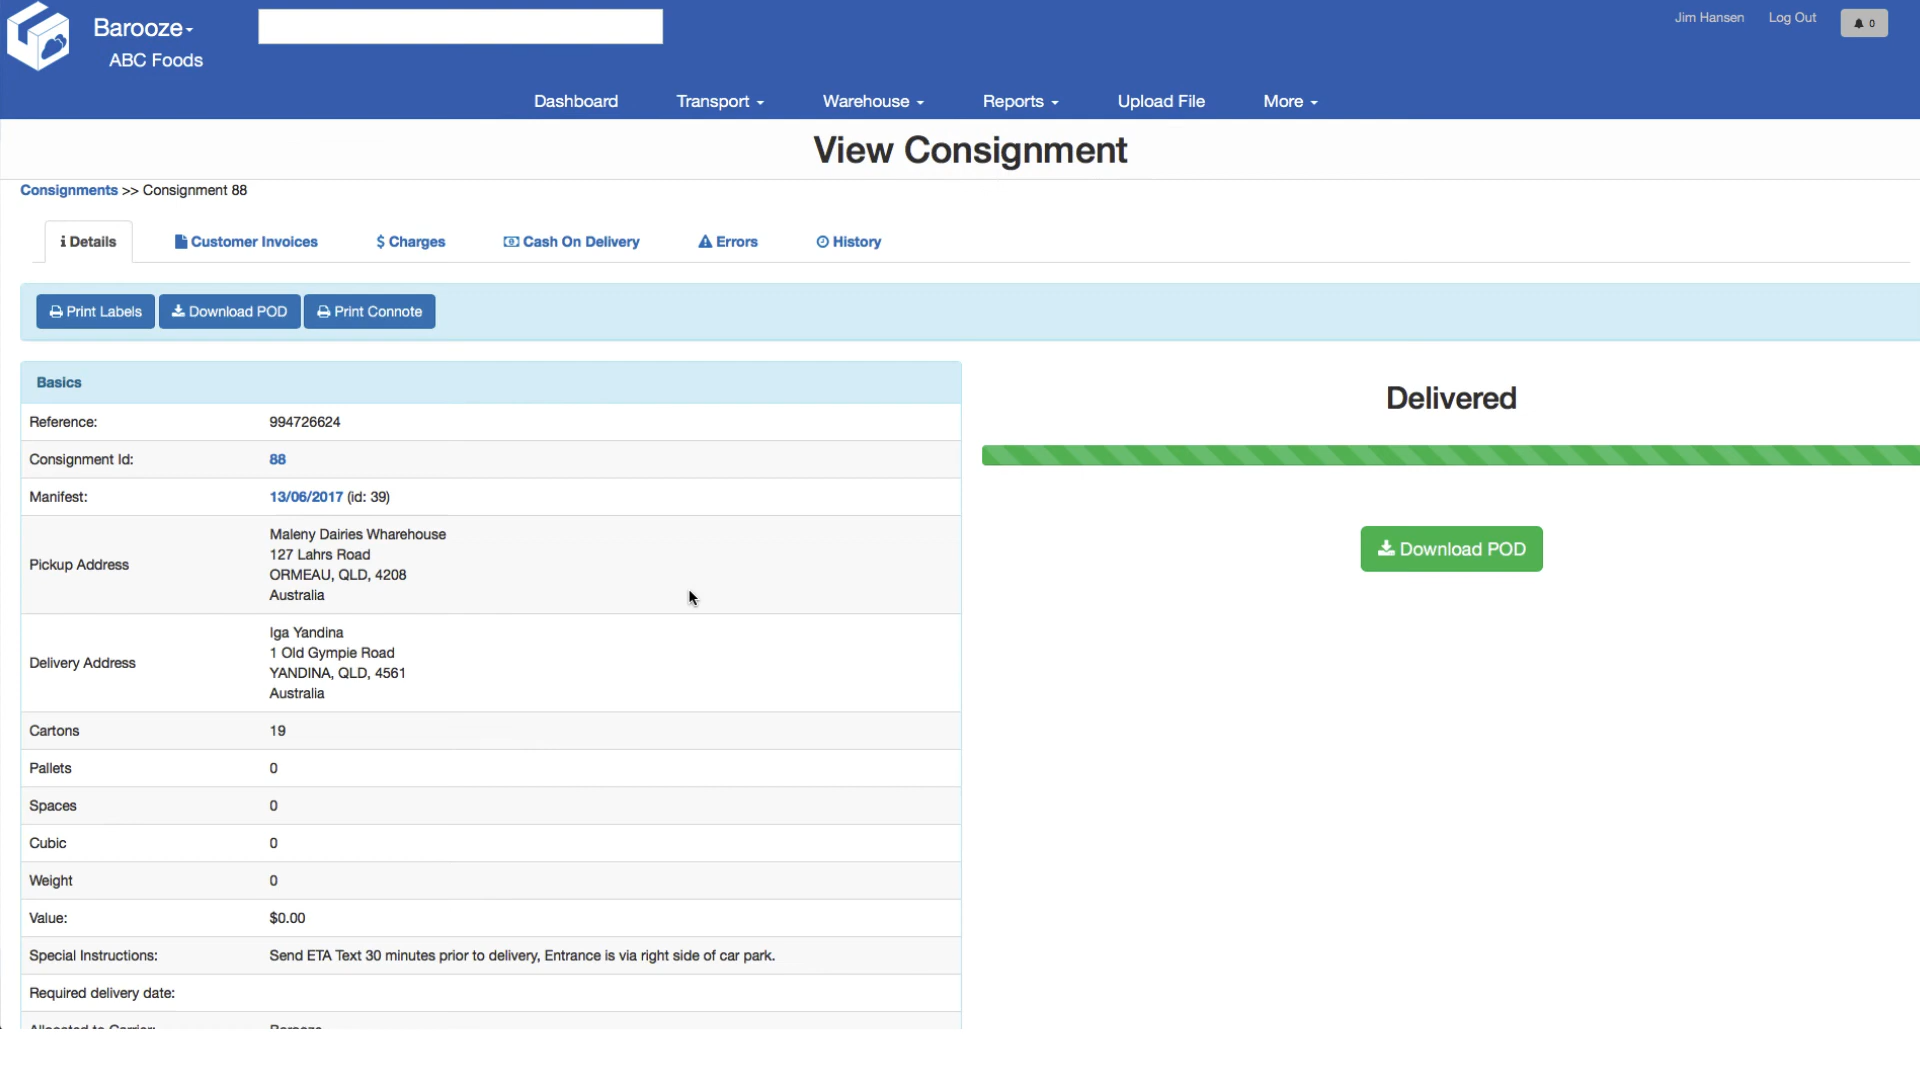 Barooze
ABC Foods
Jim Hansen
Log Out
0
Dashboard
Transport
Warehouse
Reports
Upload File
More
View Consignment
Consignments >> Consignment 88
Details
Customer Invoices
Charges
Cash On Delivery
Errors
History
Print Labels
Download POD
Print Connote
Basics
Reference: 994726624
Consignment Id: 88
Manifest: 13/06/2017 (id: 39)
Pickup Address
Maleny Dairies Wharehouse
127 Lahrs Road
ORMEAU, QLD, 4208
Australia
Delivery Address
Iga Yandina
1 Old Gympie Road
YANDINA, QLD, 4561
Australia
Cartons 19
Pallets 0
Spaces 0
Cubic 0
Weight 0
Value: $0.00
Special Instructions: Send ETA Text 30 minutes prior to delivery, Entrance is via right side of car park.
Required delivery date:
Allocated to Carrier: Barooze
Delivered
Download POD